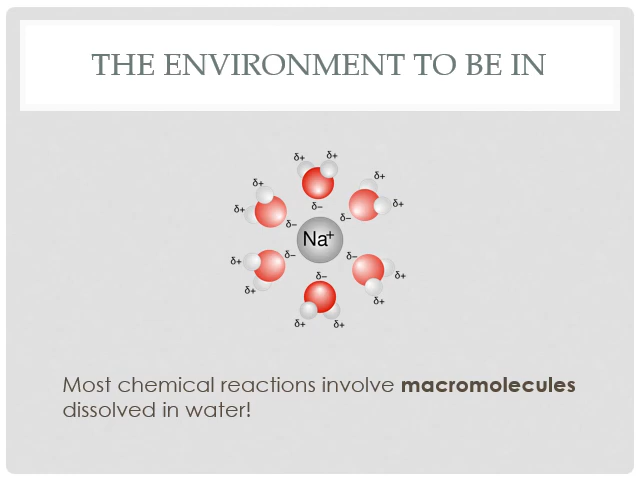 THE ENVIRONMENT TO BE IN
δ+ δ+
δ+ δ+
δ+ δ– δ– δ+
δ– Na+
δ– δ–
δ+ δ– δ+
δ+ δ+
δ+ δ+
Most chemical reactions involve macromolecules
dissolved in water!